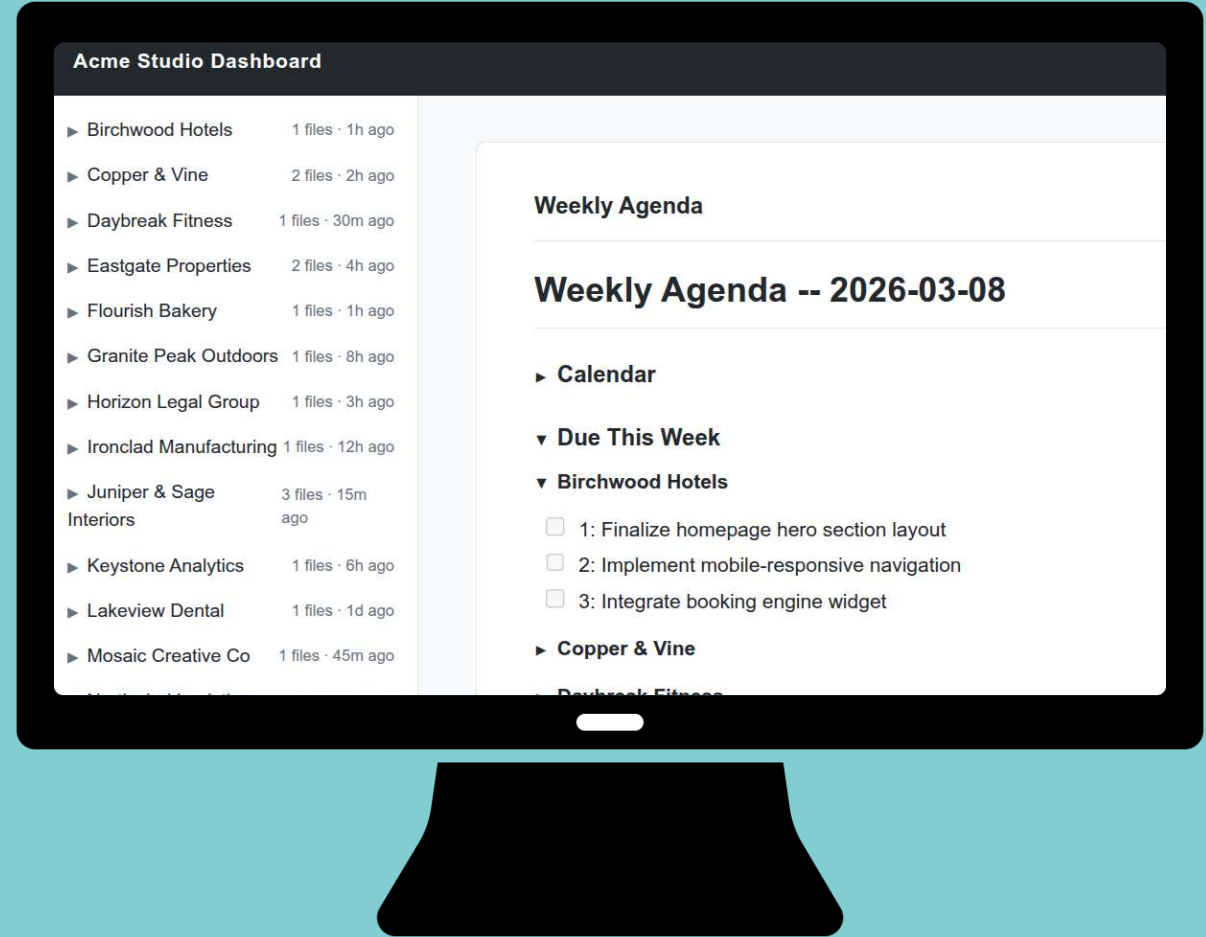 Acme Studio Dashboard
▶ Birchwood Hotels 1 files · 1h ago
▶ Copper & Vine 2 files · 2h ago
▶ Daybreak Fitness 1 files · 30m ago
▶ Eastgate Properties 2 files · 4h ago
▶ Flourish Bakery 1 files · 1h ago
▶ Granite Peak Outdoors 1 files · 8h ago
▶ Horizon Legal Group 1 files · 3h ago
▶ Ironclad Manufacturing 1 files · 12h ago
▶ Juniper & Sage 3 files · 15m
Interiors ago
▶ Keystone Analytics 1 files · 6h ago
▶ Lakeview Dental 1 files · 1d ago
▶ Mosaic Creative Co 1 files · 45m ago
Weekly Agenda
Weekly Agenda -- 2026-03-08
▶ Calendar
▼ Due This Week
▼ Birchwood Hotels
1: Finalize homepage hero section layout
2: Implement mobile-responsive navigation
3: Integrate booking engine widget
▶ Copper & Vine
Daybreak Fitness